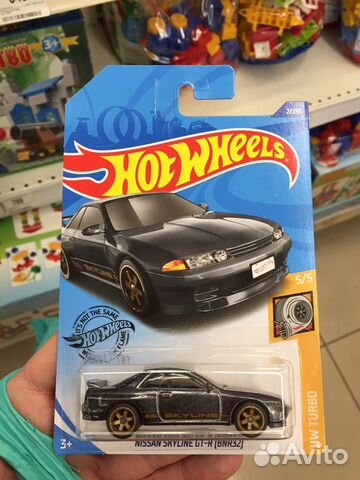 3+
2/250
HOT WHEELS
SKYLINE
5/5
IT'S NOT THE SAME
HOT WHEELS
HW TURBO
SKYLINE
3+
NISSAN SKYLINE GT-R [BNR32]
Avito